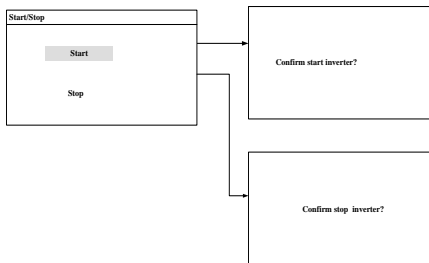 Start/Stop
Start
Stop
Confirm start inverter?
Confirm stop inverter?